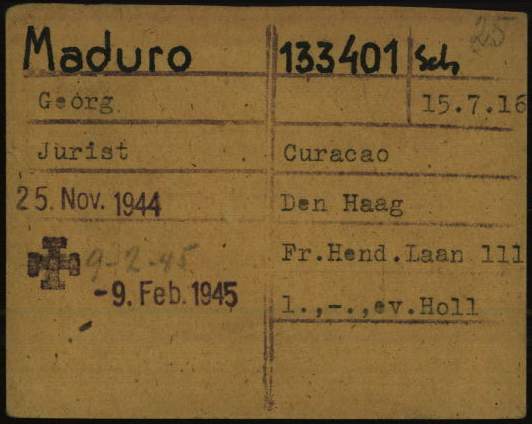 25
Maduro 133401 Sch
Georg. 15.7.16
Jurist Curacao
25. Nov. 1944 Den Haag
9-2-45 Fr.Hend.Laan 111
-9. Feb. 1945
l.,-.,ev.Holl